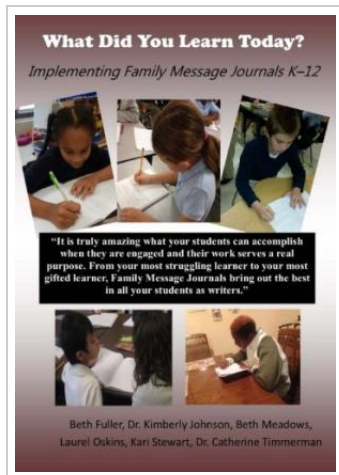 What Did You Learn Today?
Implementing Family Message Journals K–12
“It is truly amazing what your students can accomplish
when they are engaged and their work serves a real
purpose. From your most struggling learner to your most
gifted learner, Family Message Journals bring out the best
in all your students as writers.”
Beth Fuller, Dr. Kimberly Johnson, Beth Meadows,
Laurel Oskins, Kari Stewart, Dr. Catherine Timmerman